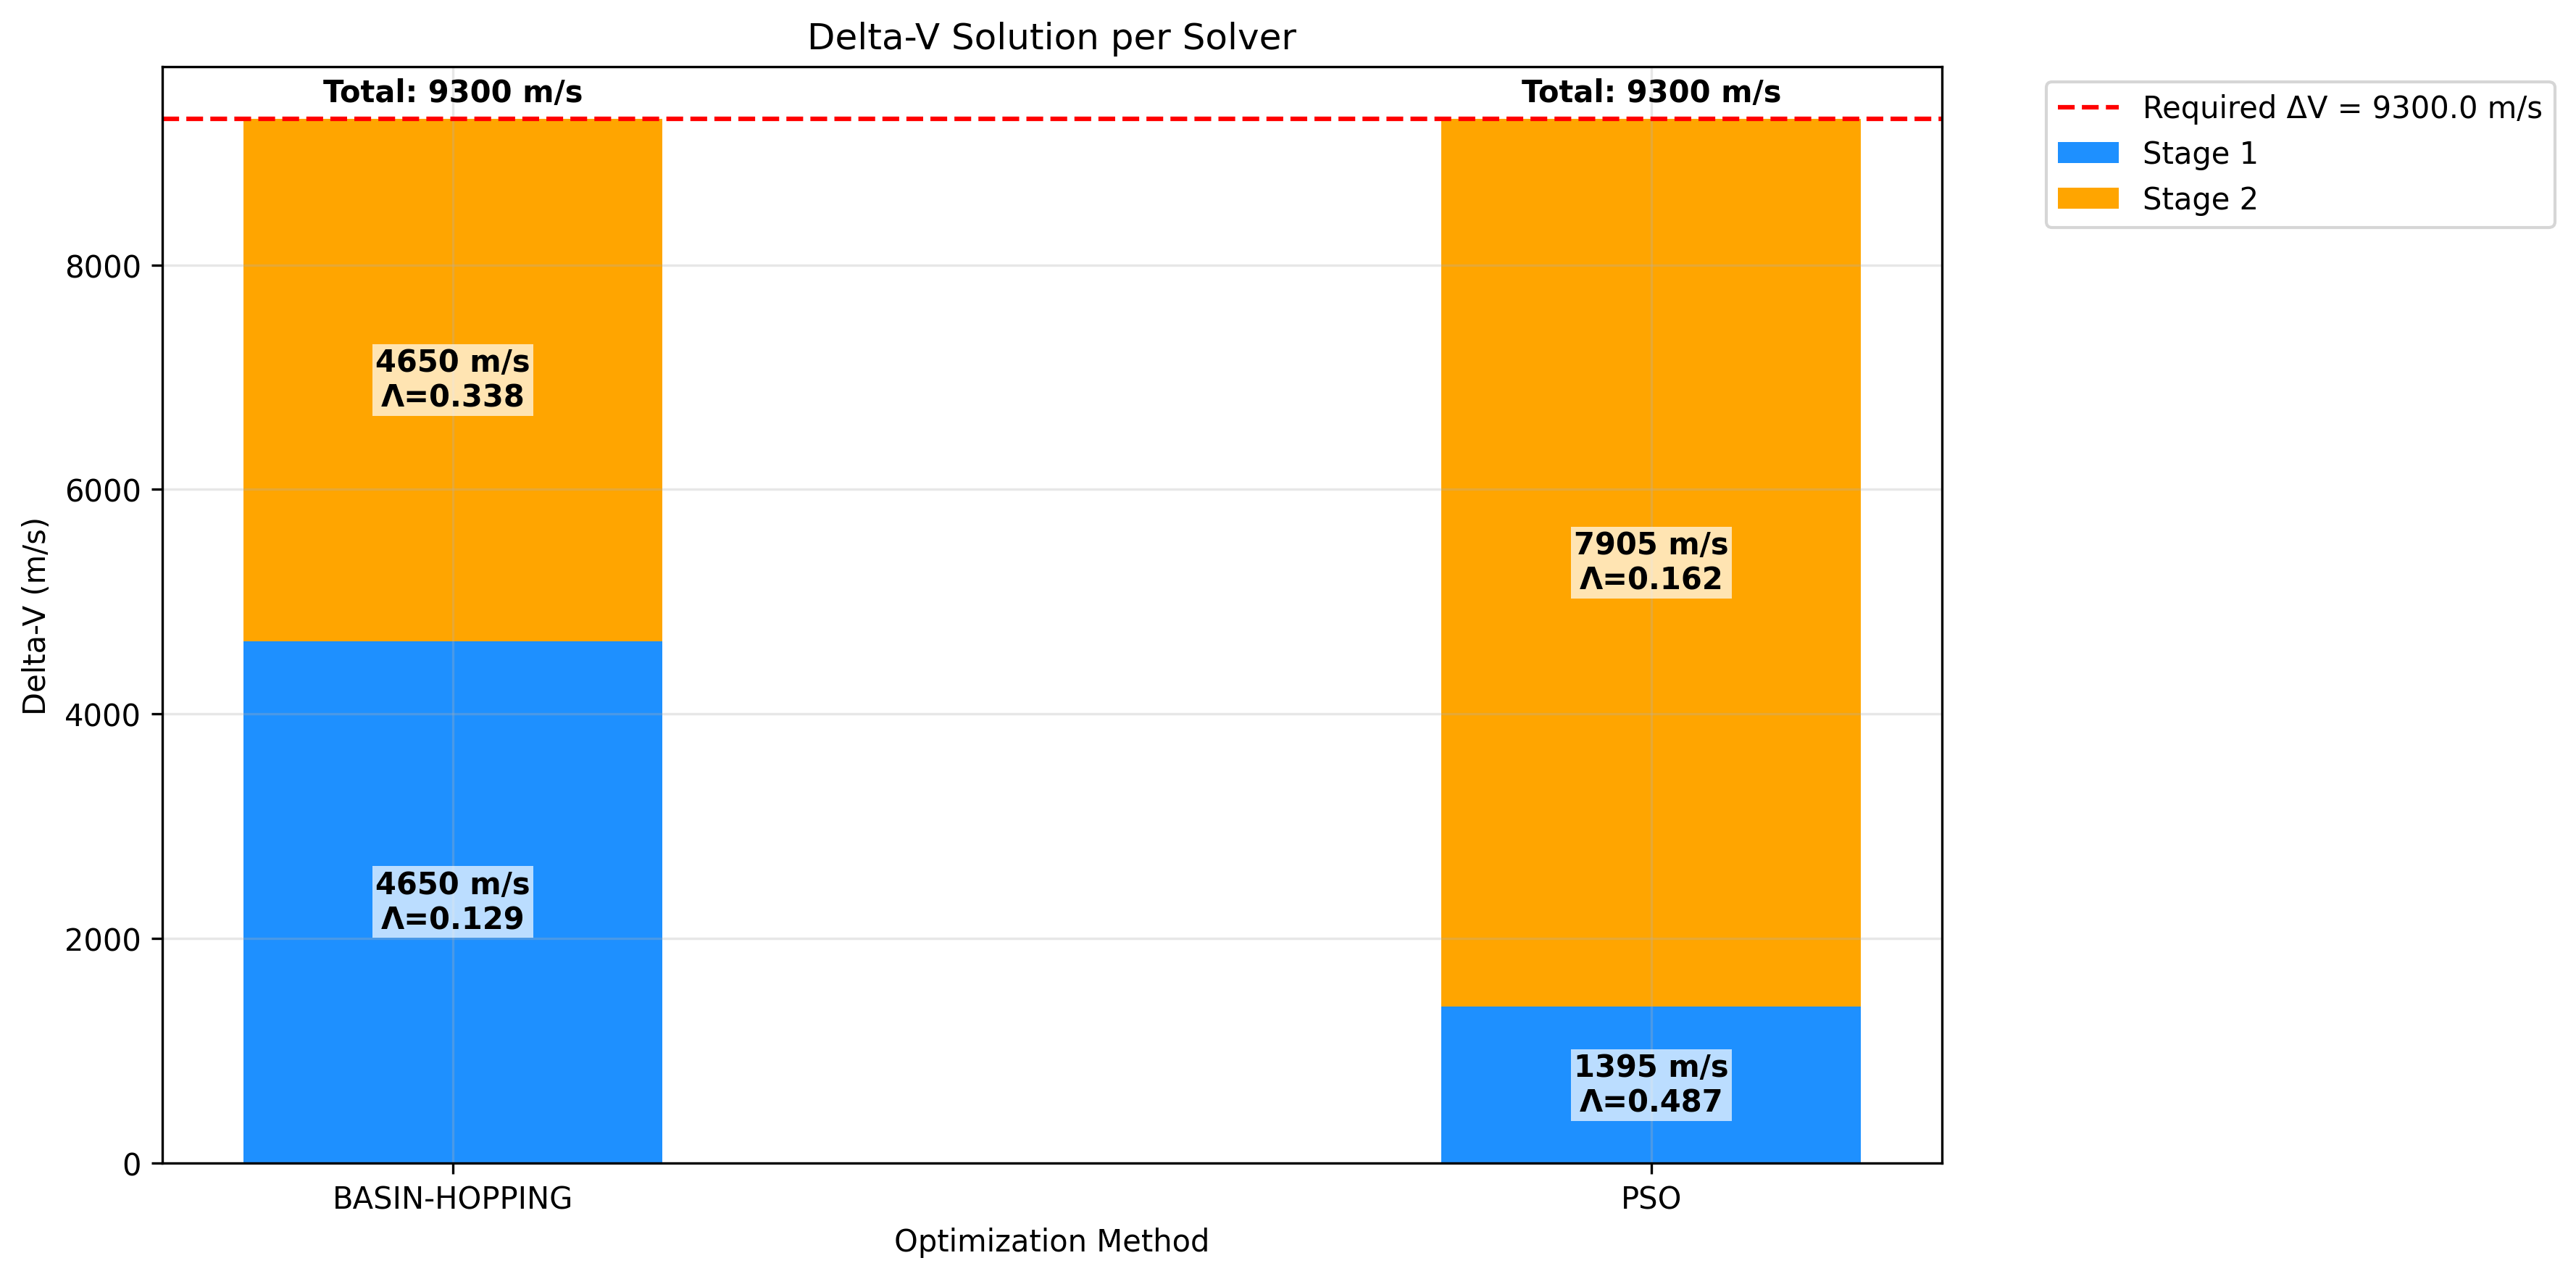 Delta-V Solution per Solver
Total: 9300 m/s
Total: 9300 m/s
Required ΔV = 9300.0 m/s
Stage 1
Stage 2
Delta-V (m/s)
8000
6000
4000
2000
0
4650 m/s
Λ=0.338
4650 m/s
Λ=0.129
7905 m/s
Λ=0.162
1395 m/s
Λ=0.487
BASIN-HOPPING
PSO
Optimization Method